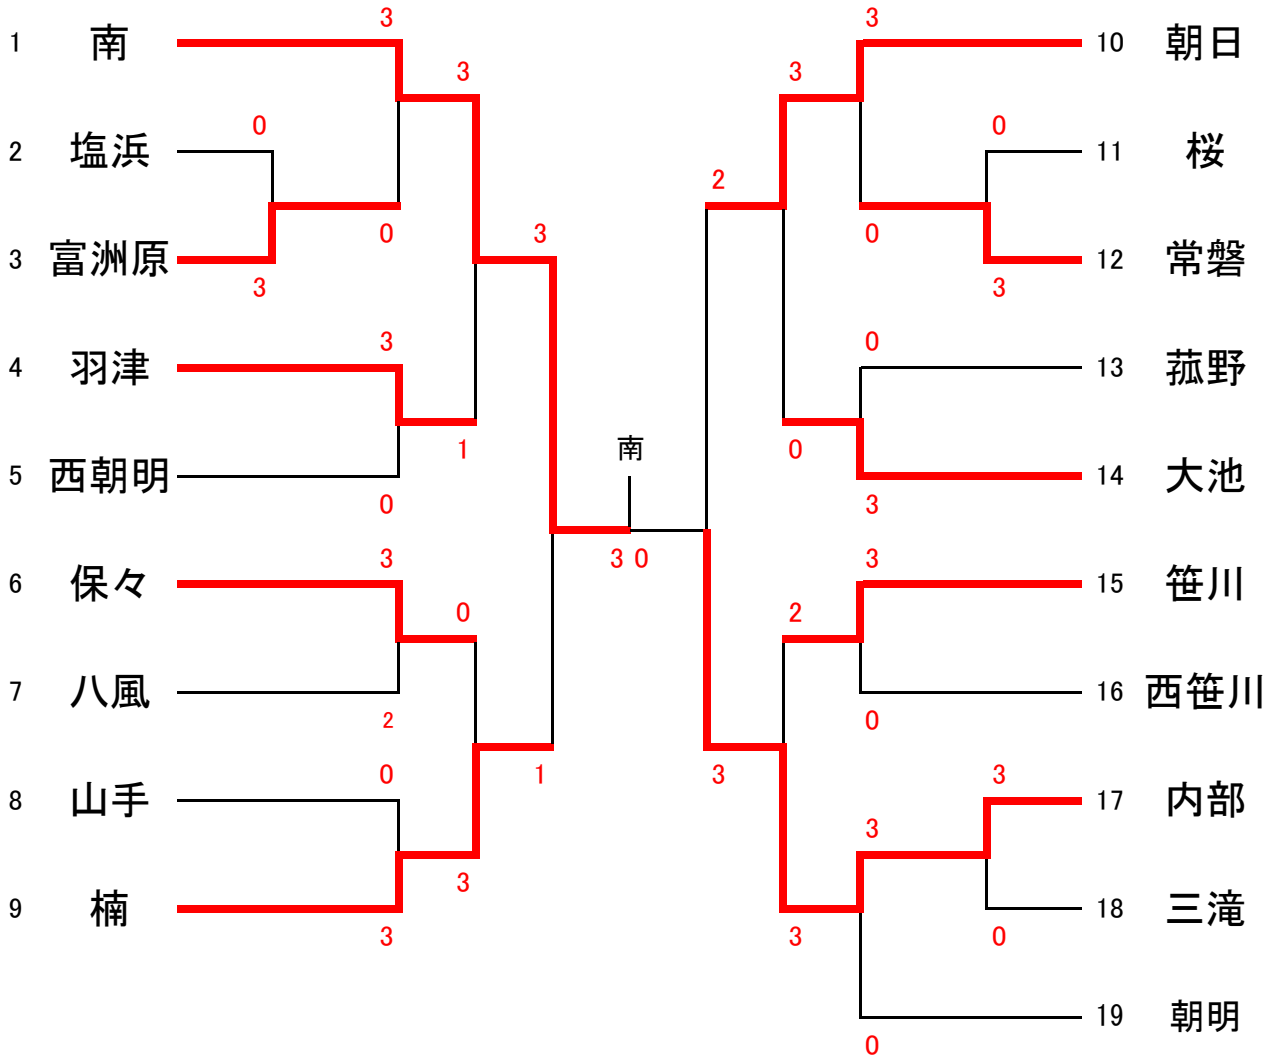 3 3
1 南 10 朝日
3 3
0 0
2 塩浜 11 桜
2
0 3 0
3 富洲原 12 常磐
3 3
3 0
4 羽津 13 菰野
1 南 0
5 西朝明 14 大池
0 3
3 3 0 3
6 保々 15 笹川
0 2
7 八風 16 西笹川
2 0
0 1 3 3
8 山手 17 内部
3
3
9 楠 18 三滝
3 3 0
19 朝明
0